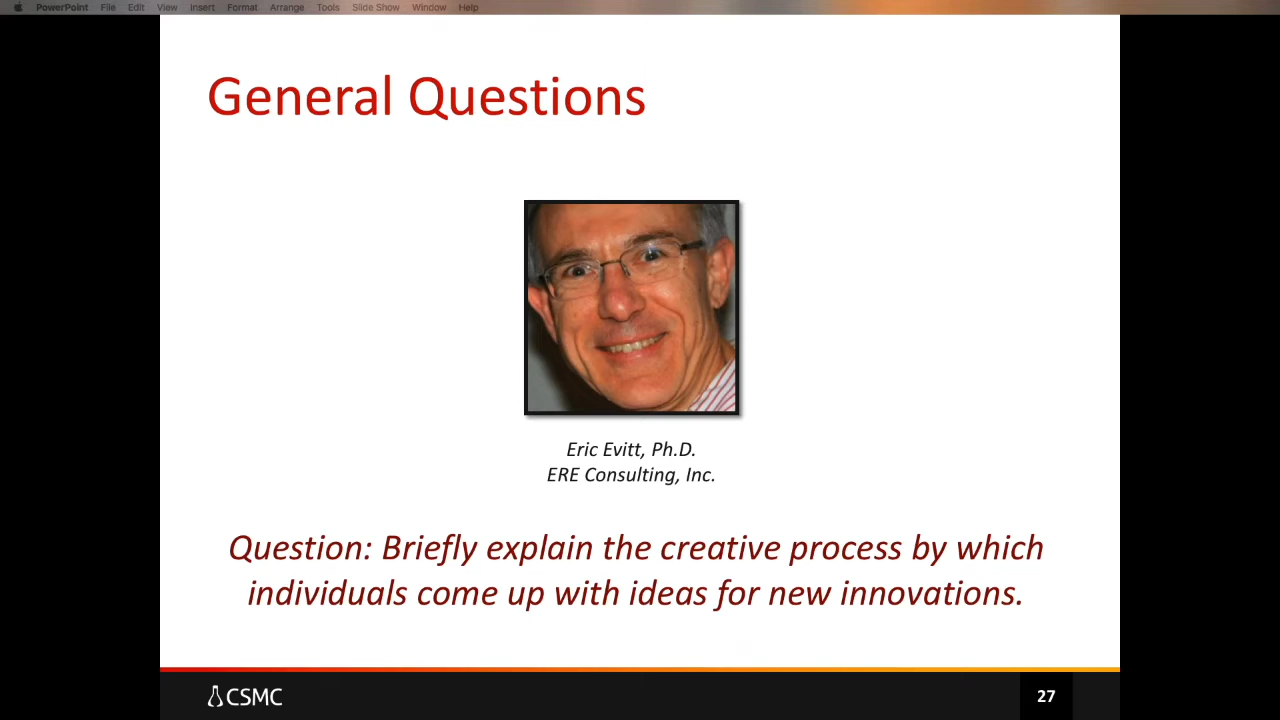 PowerPoint File Edit View Insert Format Arrange Tools Slide Show Window Help
General Questions
Eric Evitt, Ph.D.
ERE Consulting, Inc.
Question: Briefly explain the creative process by which
individuals come up with ideas for new innovations.
CSMC
27